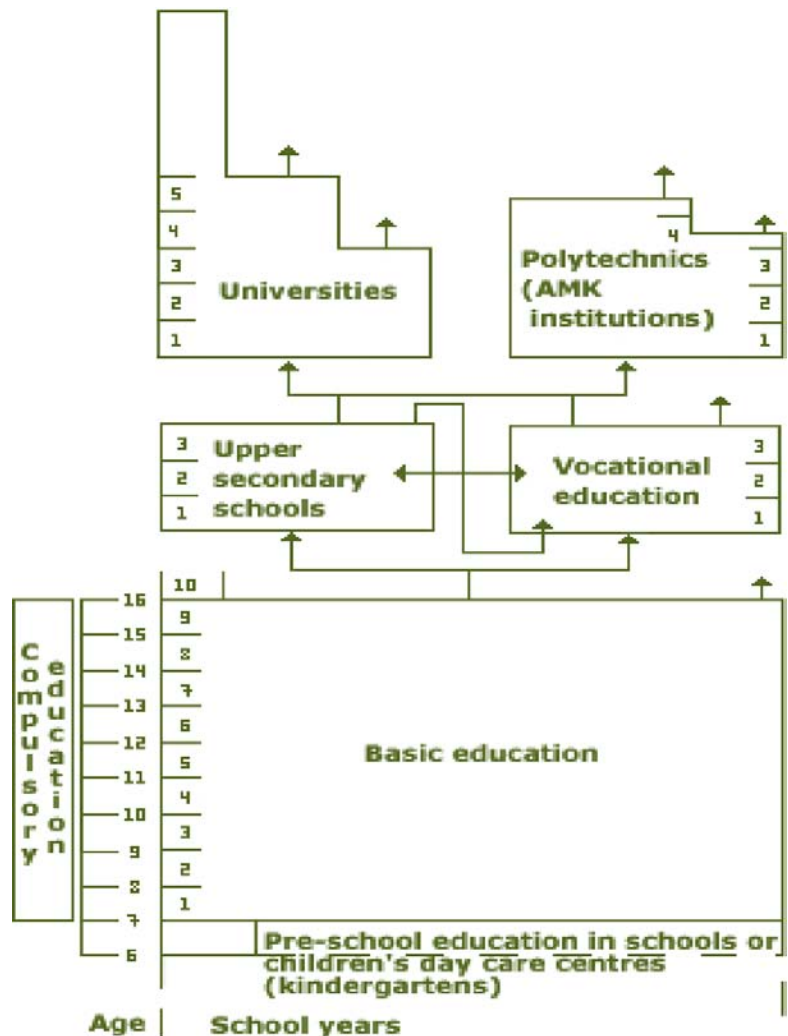 5
4
3
2
1
Universities
4
Polytechnics
(AMK
institutions)
3
2
1
3
2
1
Upper
secondary
schools
Vocational
education
3
2
1
Compulsory
education
16
15
14
13
12
11
10
9
8
7
6
10
9
8
7
6
5
4
3
2
1
Basic education
Pre-school education in schools or
children's day care centres
(kindergartens)
Age
School years